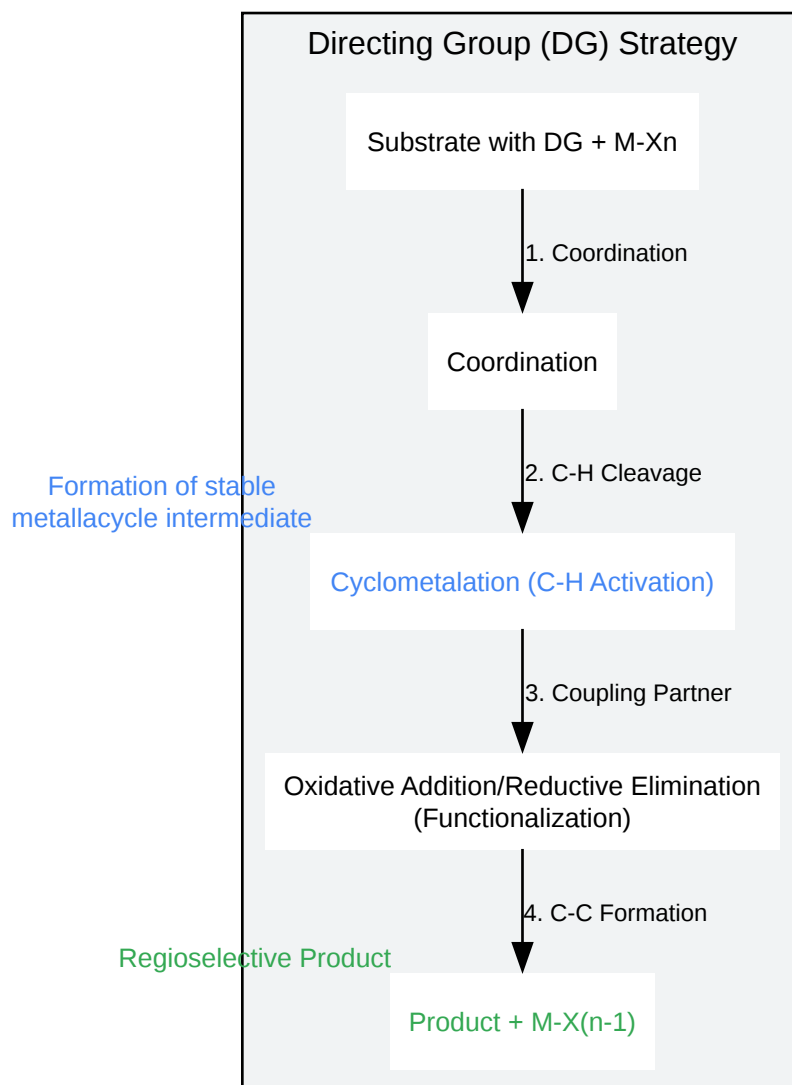 Directing Group (DG) Strategy
Substrate with DG + M-Xn
1. Coordination
Coordination
2. C-H Cleavage
Formation of stable
metallacycle intermediate
Cyclometalation (C-H Activation)
3. Coupling Partner
Oxidative Addition/Reductive Elimination
(Functionalization)
4. C-C Formation
Regioselective Product
Product + M-X(n-1)